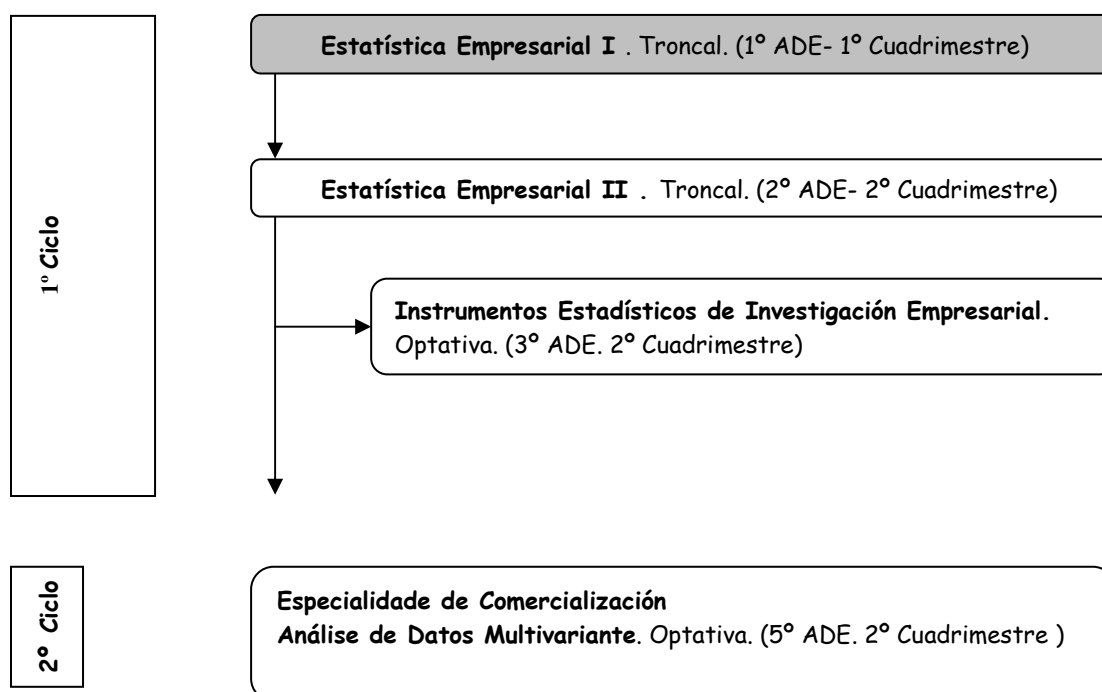 Estatística Empresarial I . Troncal. (1º ADE- 1º Cuadrimestre)
Estatística Empresarial II . Troncal. (2º ADE- 2º Cuadrimestre)
1º Ciclo
Instrumentos Estadísticos de Investigación Empresarial.
Optativa. (3º ADE. 2º Cuadrimestre)
2º Ciclo
Especialidade de Comercialización
Análise de Datos Multivariante. Optativa. (5º ADE. 2º Cuadrimestre )